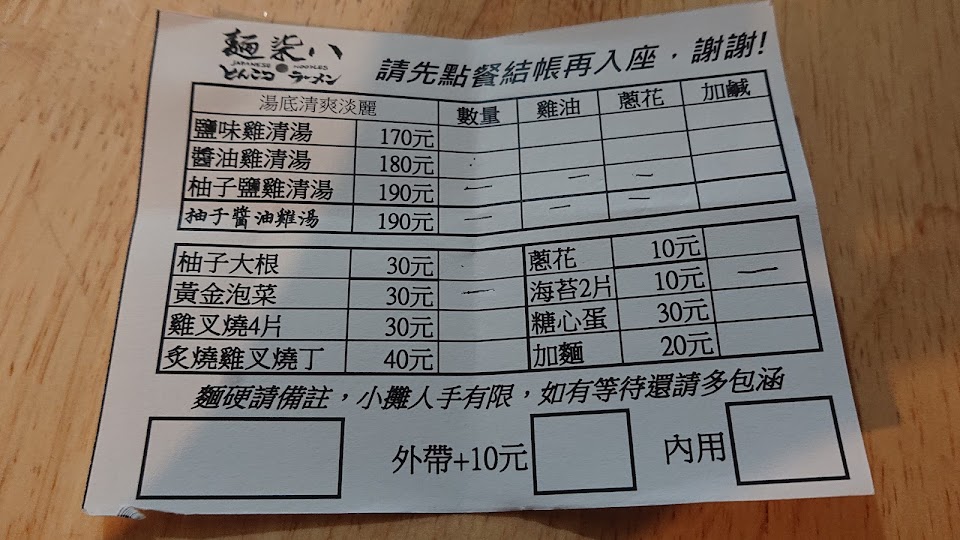 麵柒八
JAPANESE NOODLES
とんこつラーメン
請先點餐結帳再入座,謝謝!
湯底清爽淡麗 數量 雞油 蔥花 加鹹
鹽味雞清湯 170元
醬油雞清湯 180元
柚子鹽雞清湯 190元 一 一 一
柚子醬油雞湯 190元 一 一 一
柚子大根 30元 蔥花 10元
黃金泡菜 30元 一 海苔2片 10元 一
雞叉燒4片 30元 糖心蛋 30元
炙燒雞叉燒丁 40元 加麵 20元
麵硬請備註,小攤人手有限,如有等待還請多包涵
外帶+10元 內用